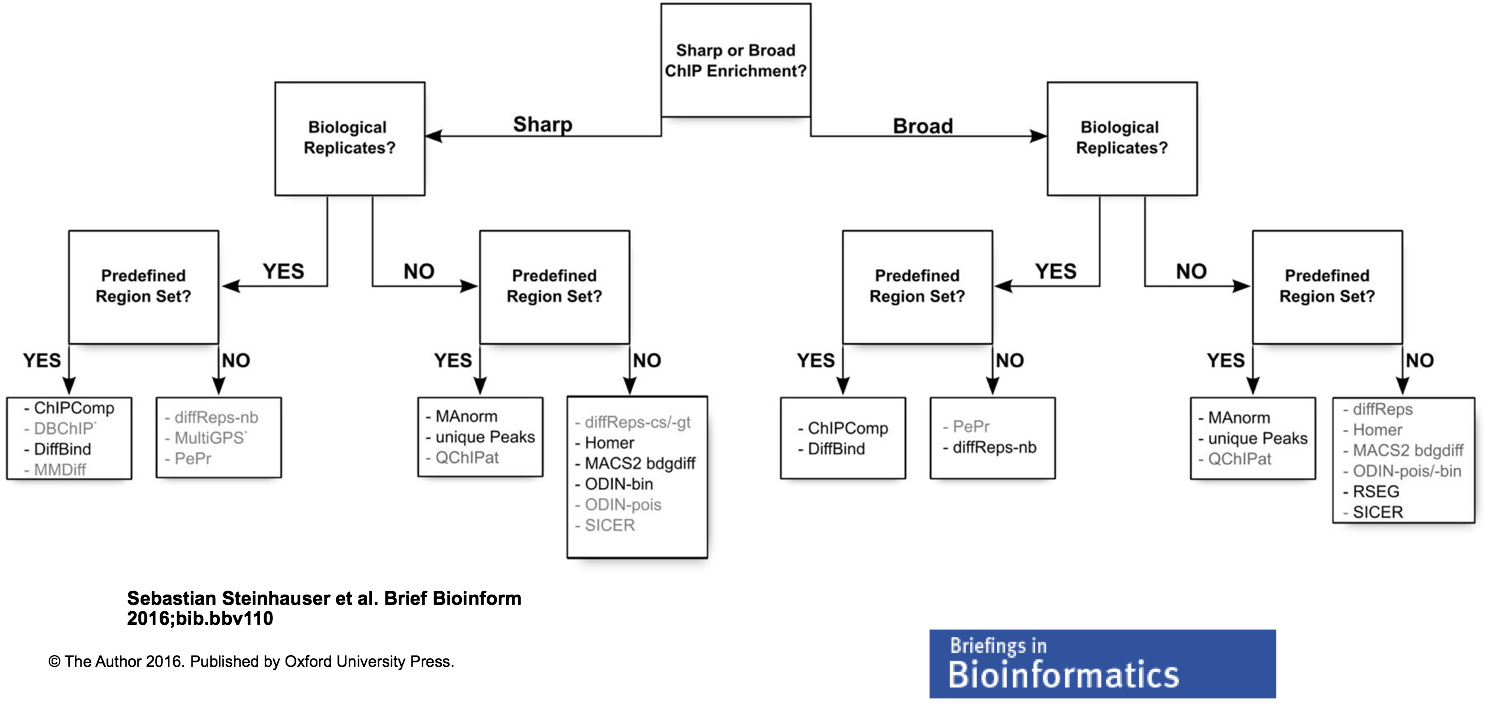 Sharp or Broad
ChIP Enrichment?
Sharp
Broad
Biological
Replicates?
Biological
Replicates?
YES
NO
YES
NO
Predefined
Region Set?
Predefined
Region Set?
Predefined
Region Set?
Predefined
Region Set?
YES
NO
YES
NO
YES
NO
YES
NO
- ChIPComp
- DBChIP*
- DiffBind
- MMDiff
- diffReps-nb
- MultiGPS*
- PePr
- MAnorm
- unique Peaks
- QChIPat
- diffReps-cs/-gt
- Homer
- MACS2 bdgdiff
- ODIN-bin
- ODIN-pois
- SICER
- ChIPComp
- DiffBind
- PePr
- diffReps-nb
- MAnorm
- unique Peaks
- QChIPat
- diffReps
- Homer
- MACS2 bdgdiff
- ODIN-pois/-bin
- RSEG
- SICER
Sebastian Steinhauser et al. Brief Bioinform
2016;bib.bbv110
© The Author 2016. Published by Oxford University Press.
Briefings in
Bioinformatics